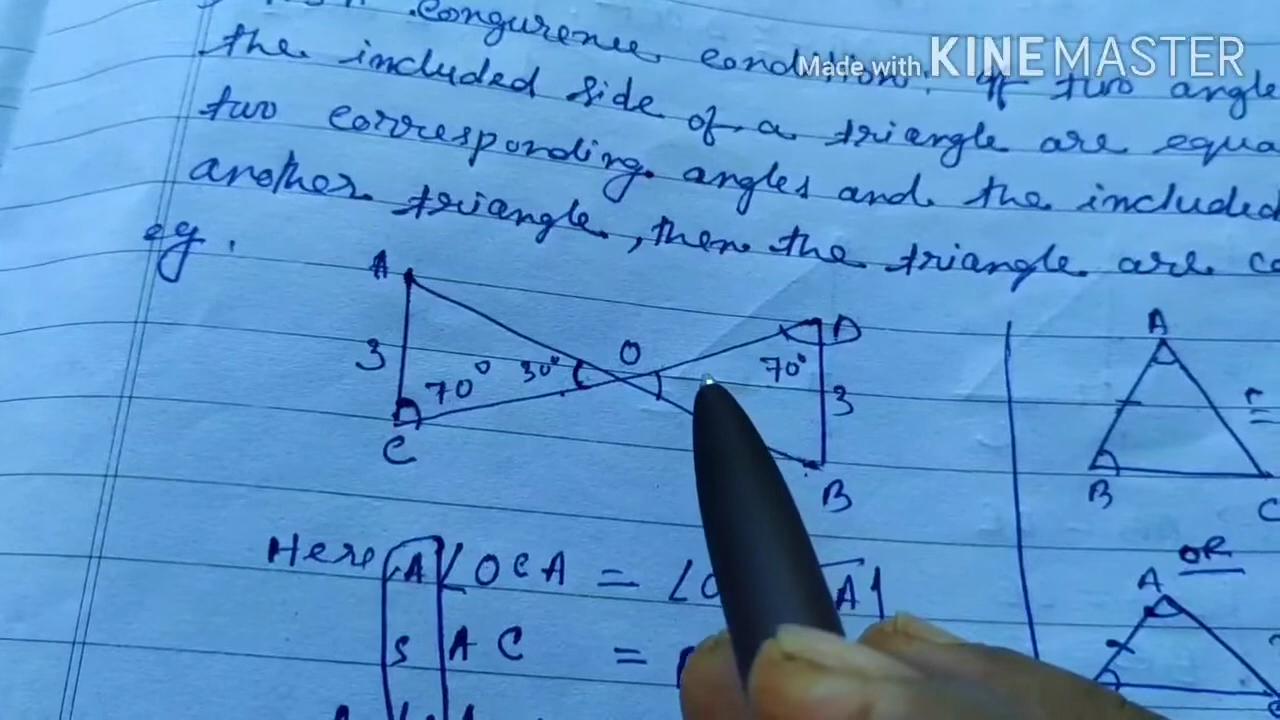 congurence condition. If two angle
Made with KINEMASTER
the included side of a triangle are equa
two corresponding angles and the included
another triangle, then the triangle are co
eg.
A
3
70° 30°
O
C
D
70°
3
B
A
B
C
OR
A
Here A ∠OCA = ∠O A
S AC =